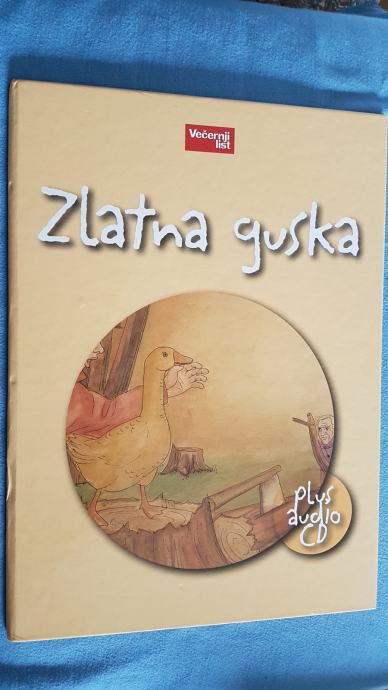 Večernji
list
Zlatna guska
plus
audio
CD